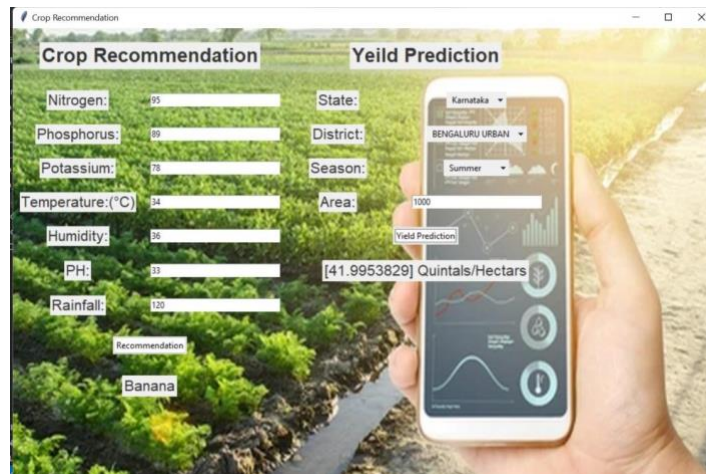 Crop Recommendation
Crop Recommendation
Yeild Prediction
Nitrogen: 95
Phosphorus: 89
Potassium: 78
Temperature:(°C) 34
Humidity: 36
PH: 33
Rainfall: 120
Recommendation
Banana
State: Karnataka
District: BENGALURU URBAN
Season: Summer
Area: 1000
Yield Prediction
[41.9953829] Quintals/Hectars